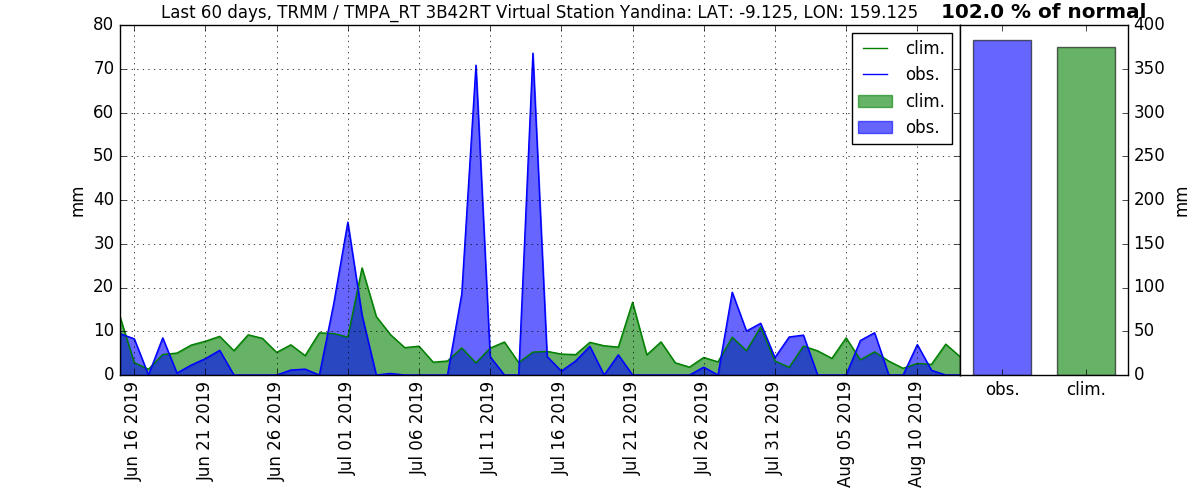 Last 60 days, TRMM / TMPA_RT 3B42RT Virtual Station Yandina: LAT: -9.125, LON: 159.125
102.0 % of normal
80
70
60
50
40
30
20
10
0
mm
clim.
obs.
clim.
obs.
400
350
300
250
200
150
100
50
0
mm
Jun 16 2019
Jun 21 2019
Jun 26 2019
Jul 01 2019
Jul 06 2019
Jul 11 2019
Jul 16 2019
Jul 21 2019
Jul 26 2019
Jul 31 2019
Aug 05 2019
Aug 10 2019
obs.
clim.